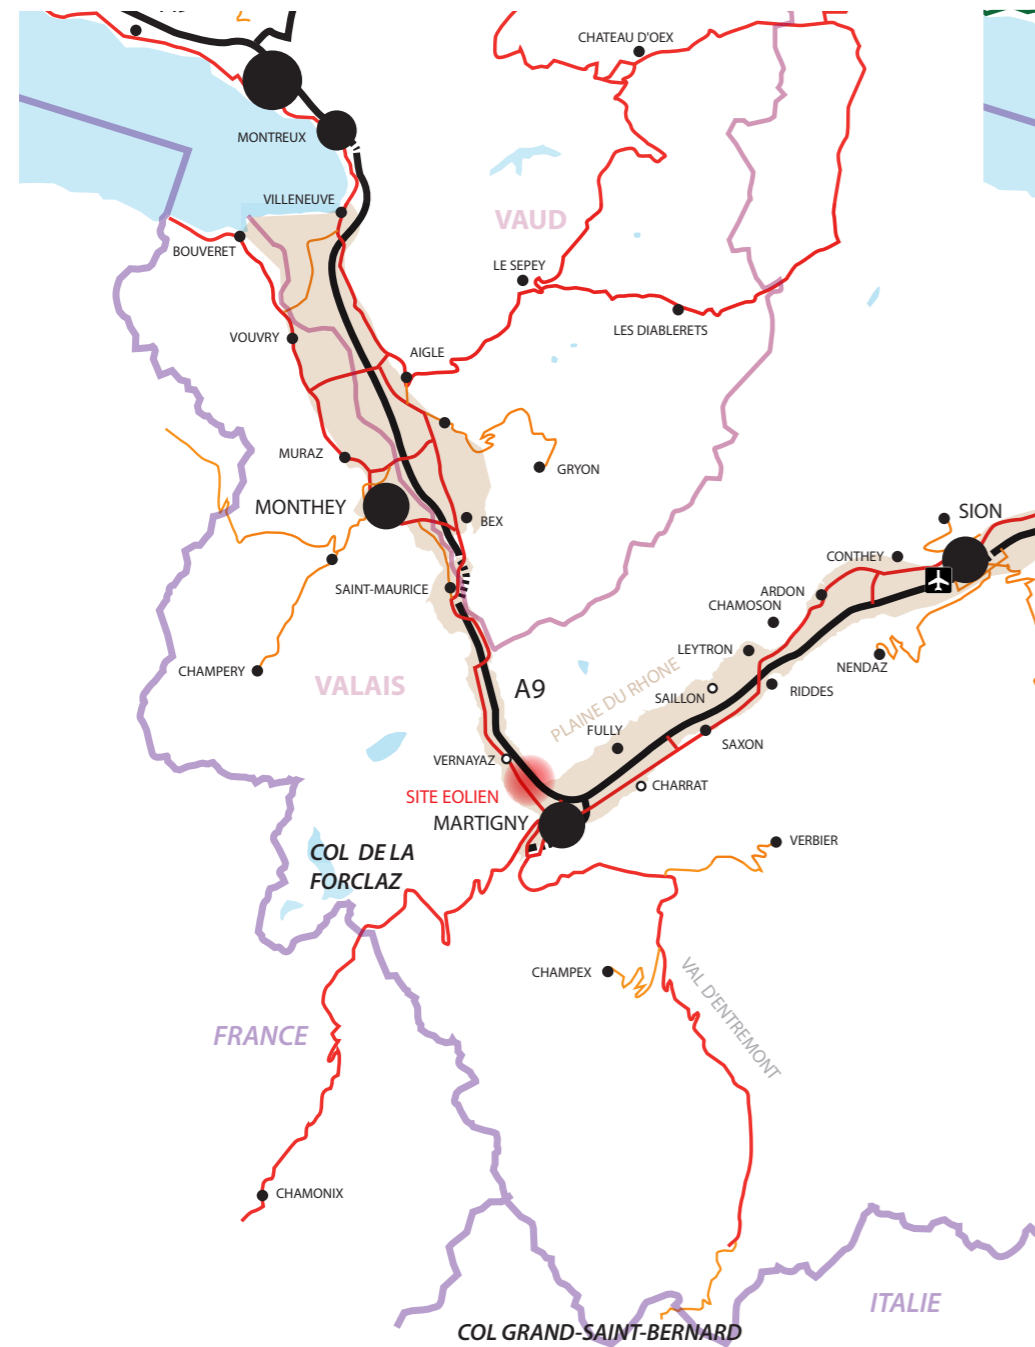 CHATEAU D'OEX
MONTREUX
VILLENEUVE
VAUD
BOUVERET
LE SEPEY
LES DIABLERETS
VOUVRY
AIGLE
MURAZ
GRYON
MONTHEY
BEX
SION
CONTHEY
SAINT-MAURICE
ARDON
CHAMOSON
LEYTRON
NENDAZ
CHAMPERY
VALAIS
A9
PLAINE DU RHONE
SAILLON
RIDDES
FULLY
SAXON
VERNAYAZ
CHARRAT
SITE EOLIEN
MARTIGNY
VERBIER
COL DE LA
FORCLAZ
CHAMPEX
VAL D'ENTREMONT
FRANCE
CHAMONIX
ITALIE
COL GRAND-SAINT-BERNARD